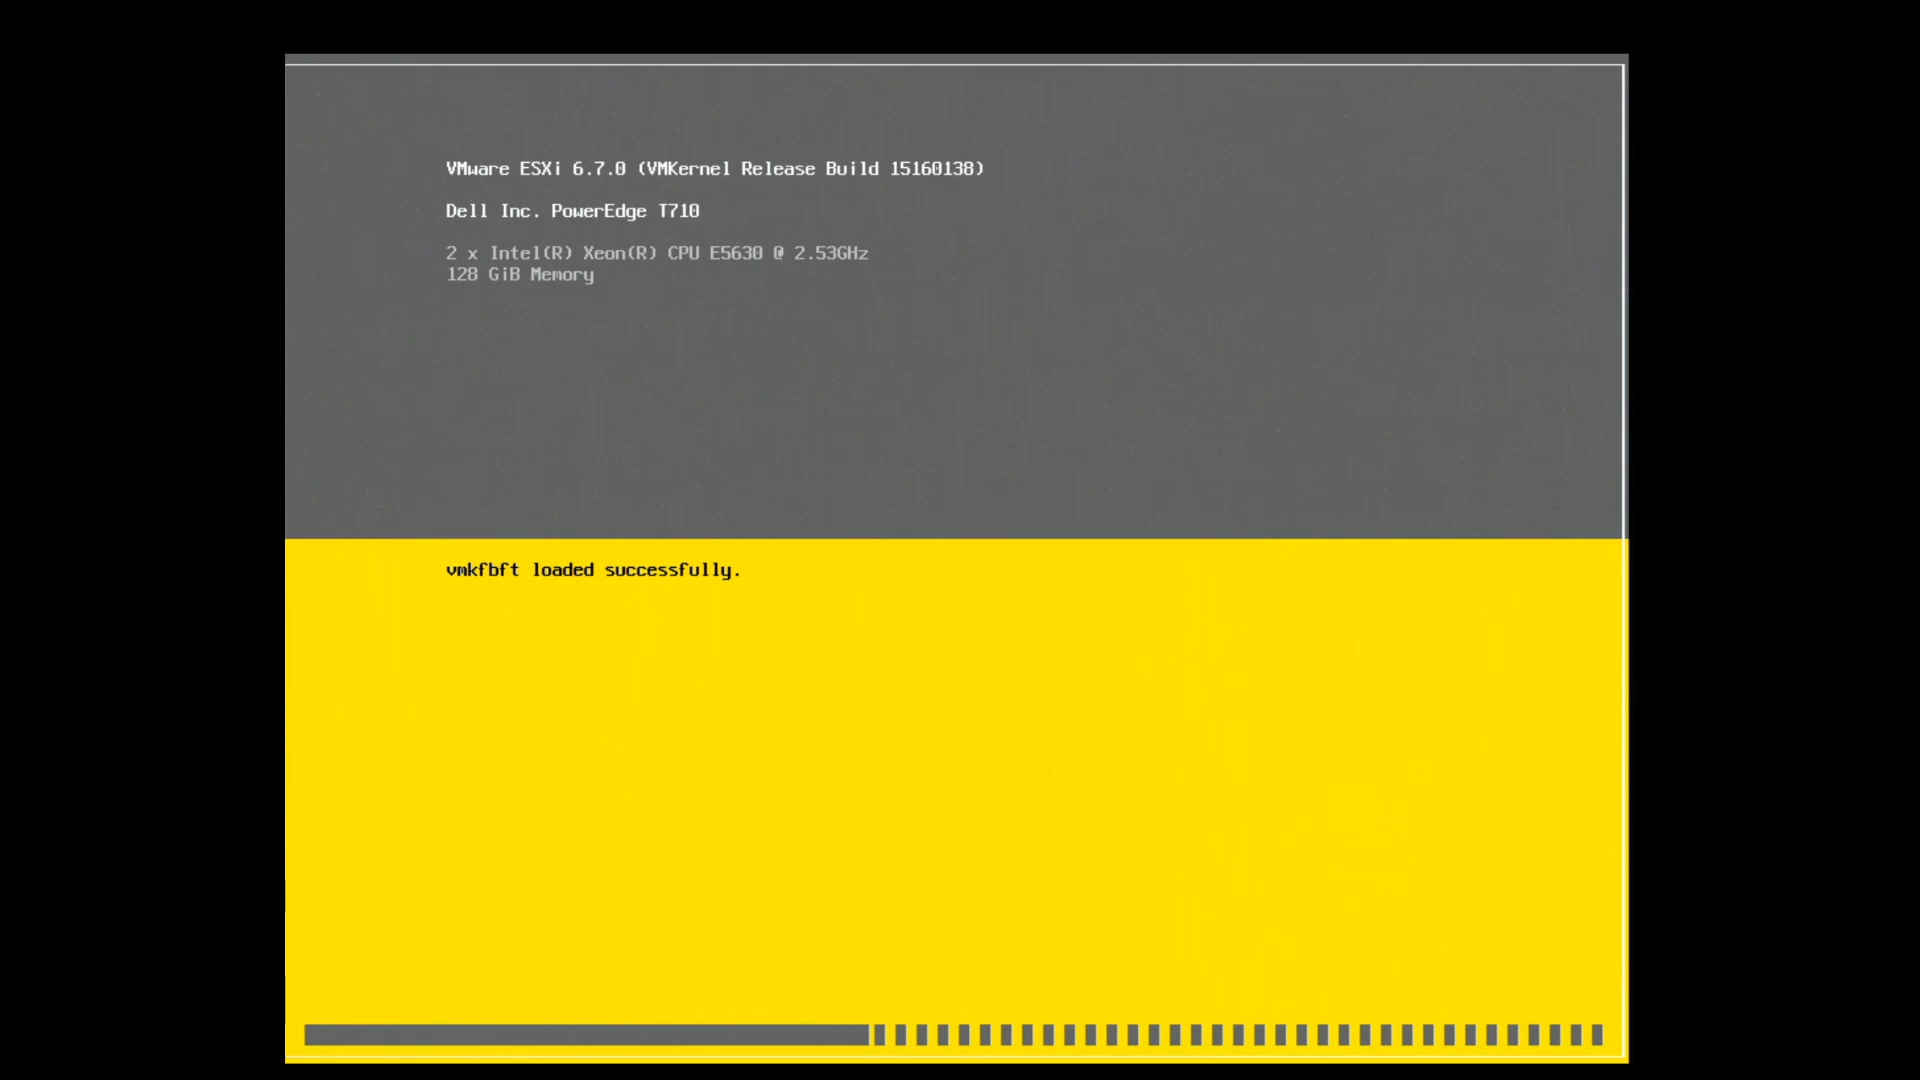 VMware ESXi 6.7.0 (VMKernel Release Build 15160138)
Dell Inc. PowerEdge T710
2 x Intel(R) Xeon(R) CPU E5630 @ 2.53GHz
128 GiB Memory
vmkfbft loaded successfully.